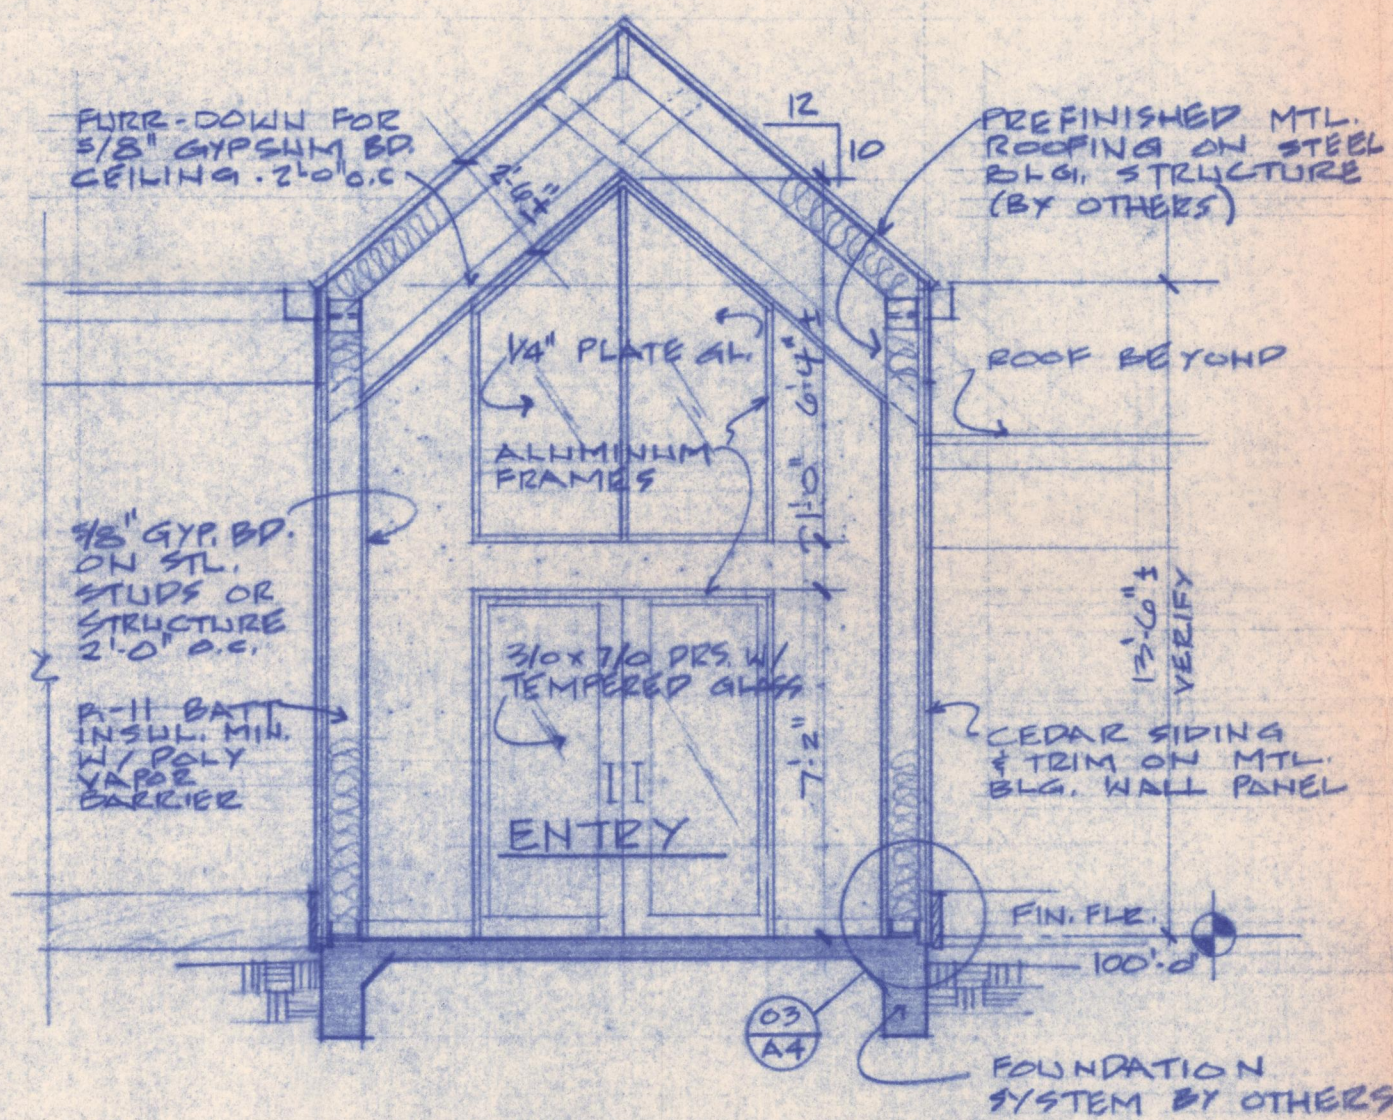 FURR-DOWN FOR
5/8" GYPSUM BD.
CEILING. 2'-0" O.C
12
10
PREFINISHED MTL.
ROOFING ON STEEL
BLG. STRUCTURE
(BY OTHERS)
1/4" PLATE GL.
ALUMINUM
FRAMES
6'-4" ±
1'-0"
7'-2"
ROOF BEYOND
5/8" GYP. BD.
ON STL.
STUDS OR
STRUCTURE
2'-0" O.C.
13'-6" ±
VERIFY
3/0 x 7/0 DRS. W/
TEMPERED GLASS
R-11 BATT
INSUL. MIN.
W/ POLY
VAPOR
BARRIER
CEDAR SIDING
& TRIM ON MTL.
BLG. WALL PANEL
ENTRY
FIN. FLR.
100'-0"
03
A4
FOUNDATION
SYSTEM BY OTHERS